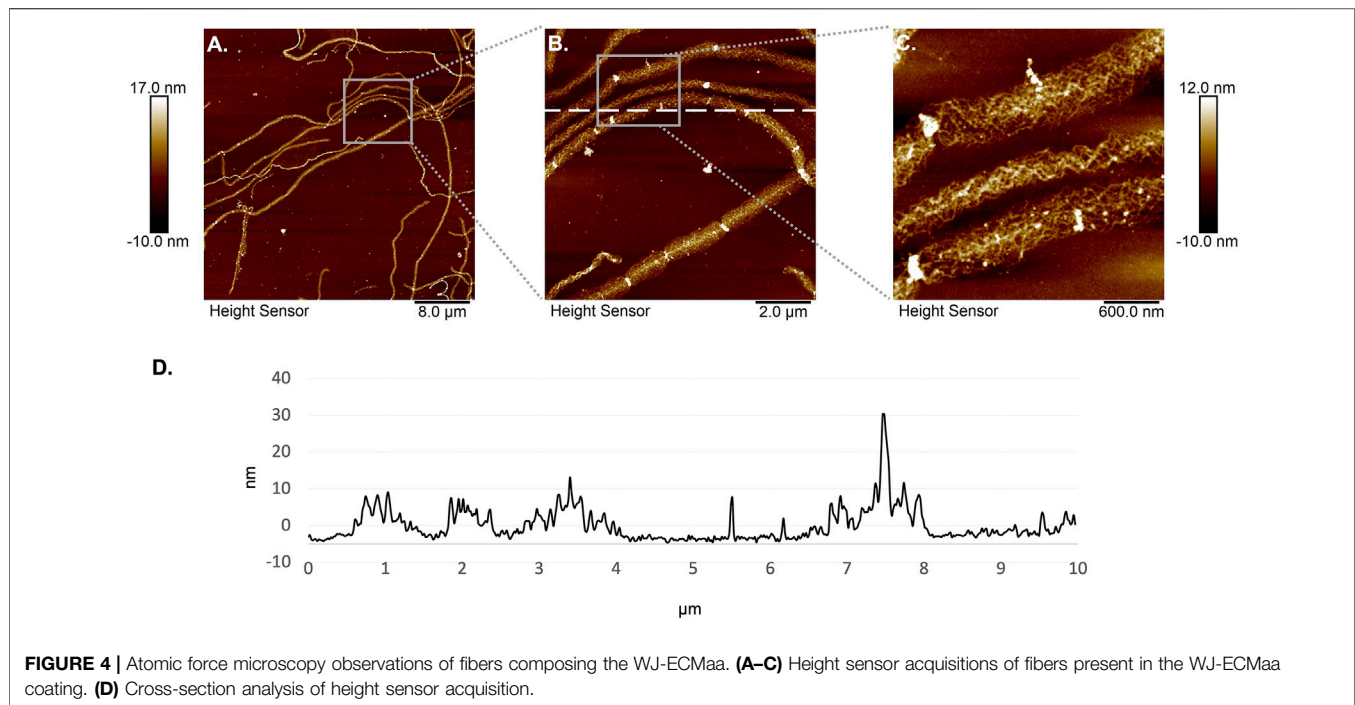 A.
B.
C.
17.0 nm
-10.0 nm
12.0 nm
-10.0 nm
Height Sensor
8.0 µm
Height Sensor
2.0 µm
Height Sensor
600.0 nm
D.
40
30
20
10
0
-10
nm
0 1 2 3 4 5 6 7 8 9 10
µm
FIGURE 4 | Atomic force microscopy observations of fibers composing the WJ-ECMaa. (A–C) Height sensor acquisitions of fibers present in the WJ-ECMaa
coating. (D) Cross-section analysis of height sensor acquisition.